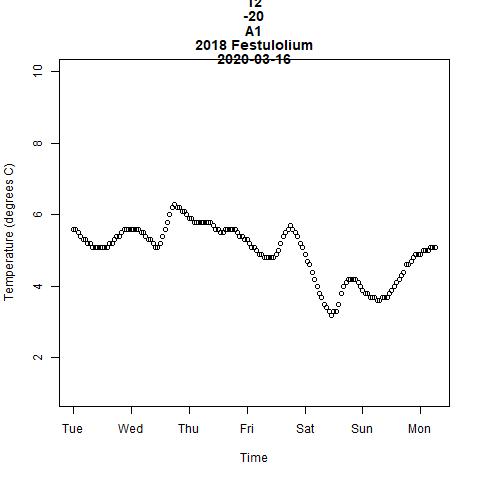 T2
-20
A1
2018 Festulolium
2020-03-16
10
8
6
4
2
Temperature (degrees C)
Tue Wed Thu Fri Sat Sun Mon
Time